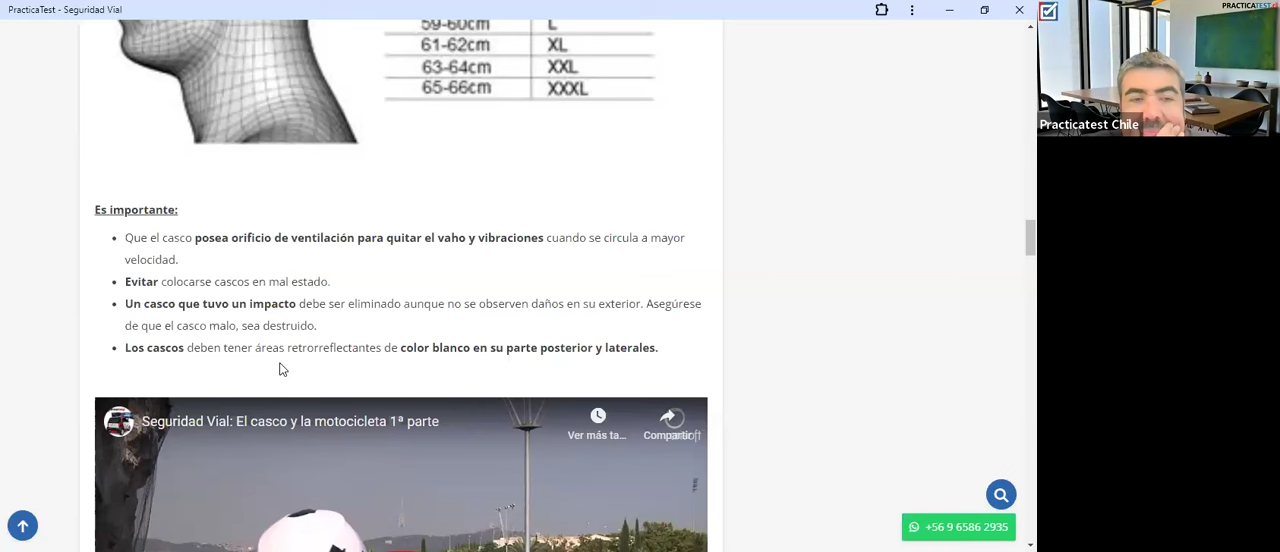 PracticaTest - Seguridad Vial
PRACTICATEST
59-60cm L
61-62cm XL
63-64cm XXL
65-66cm XXXL
Practicatest Chile
Es importante:
• Que el casco posea orificio de ventilación para quitar el vaho y vibraciones cuando se circula a mayor
velocidad.
• Evitar colocarse cascos en mal estado.
• Un casco que tuvo un impacto debe ser eliminado aunque no se observen daños en su exterior. Asegúrese
de que el casco malo, sea destruido.
• Los cascos deben tener áreas retrorreflectantes de color blanco en su parte posterior y laterales.
Seguridad Vial: El casco y la motocicleta 1ª parte
Ver más ta...
Compartir
+56 9 6586 2935